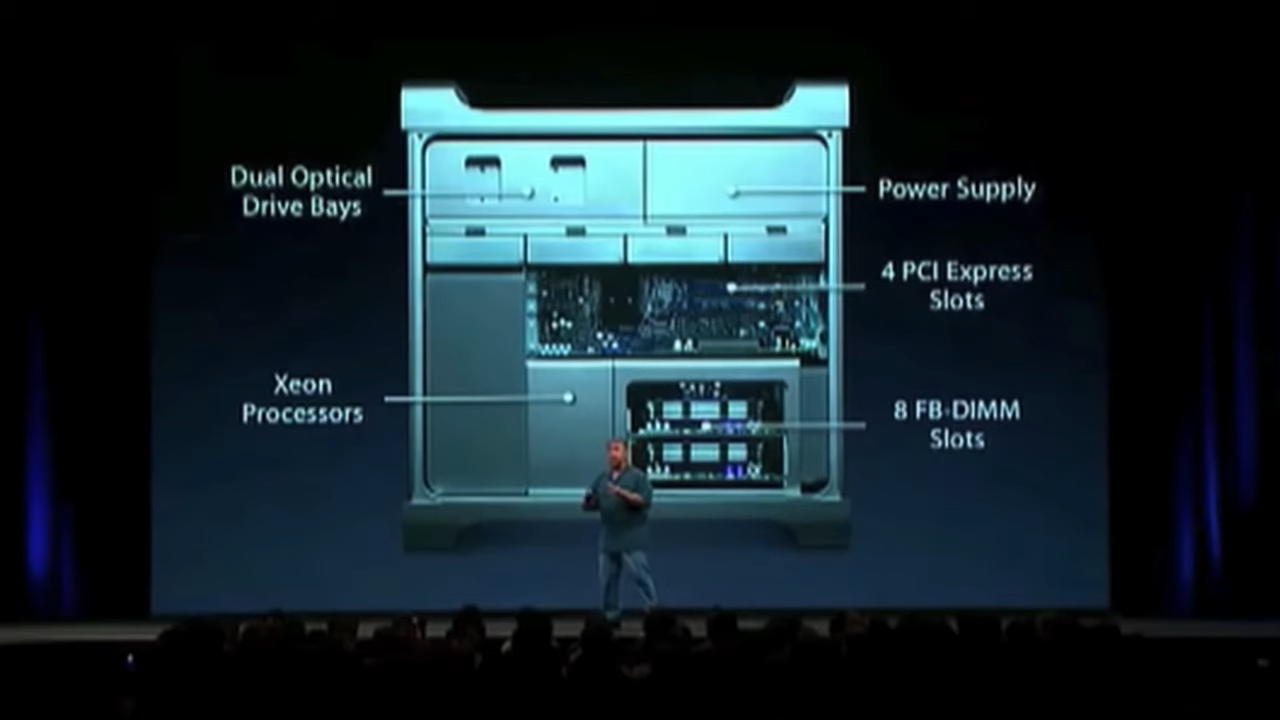 Dual Optical
Drive Bays
Power Supply
4 PCI Express
Slots
Xeon
Processors
8 FB-DIMM
Slots